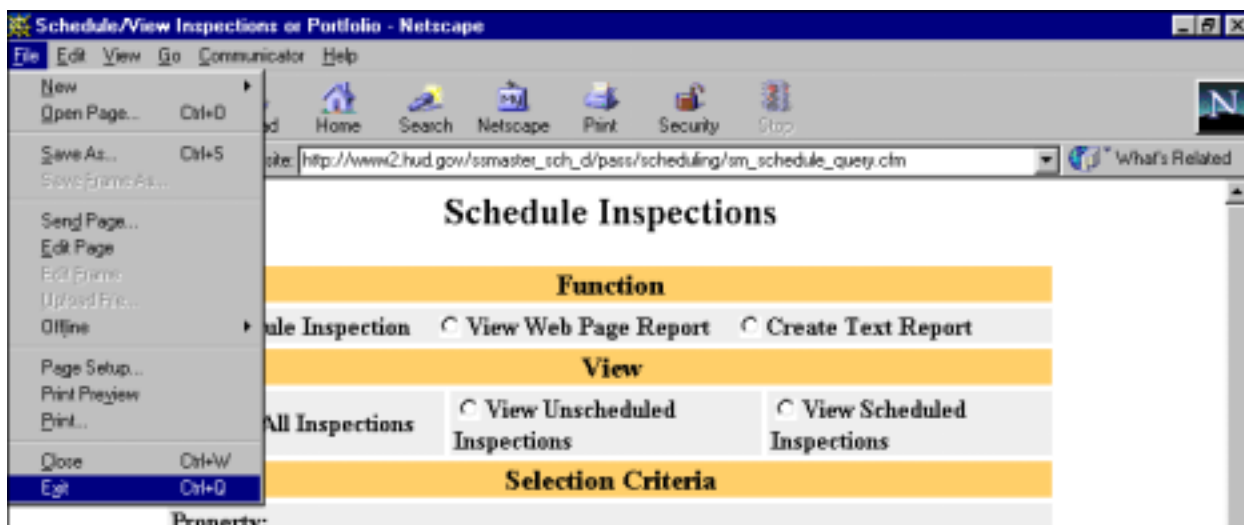 Schedule/View Inspections or Portfolio - Netscape
File Edit View Go Communicator Help
New
Open Page... Ctrl+O
Save As... Ctrl+S
Save Frame As...
Send Page...
Edit Page
Edit Frame
Upload File...
Offline
Page Setup...
Print Preview
Print...
Close Ctrl+W
Exit Ctrl+Q
ad Home Search Netscape Print Security Stop
My
N
site: http://www2.hud.gov/ssmaster_sch_d/pass/scheduling/sm_schedule_query.cfm What's Related
Schedule Inspections
Function
ule Inspection View Web Page Report Create Text Report
View
All Inspections View Unscheduled Inspections View Scheduled Inspections
Selection Criteria
Property: